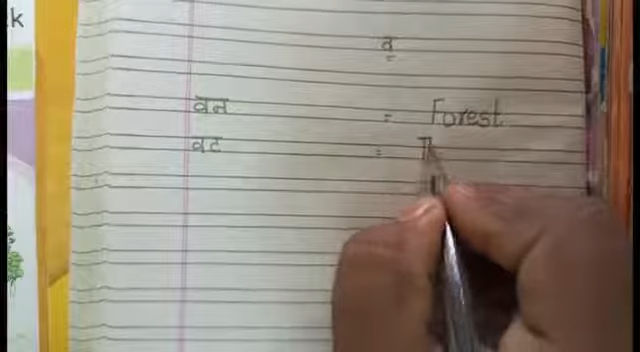 k
व
=
वन = Forest
वट =